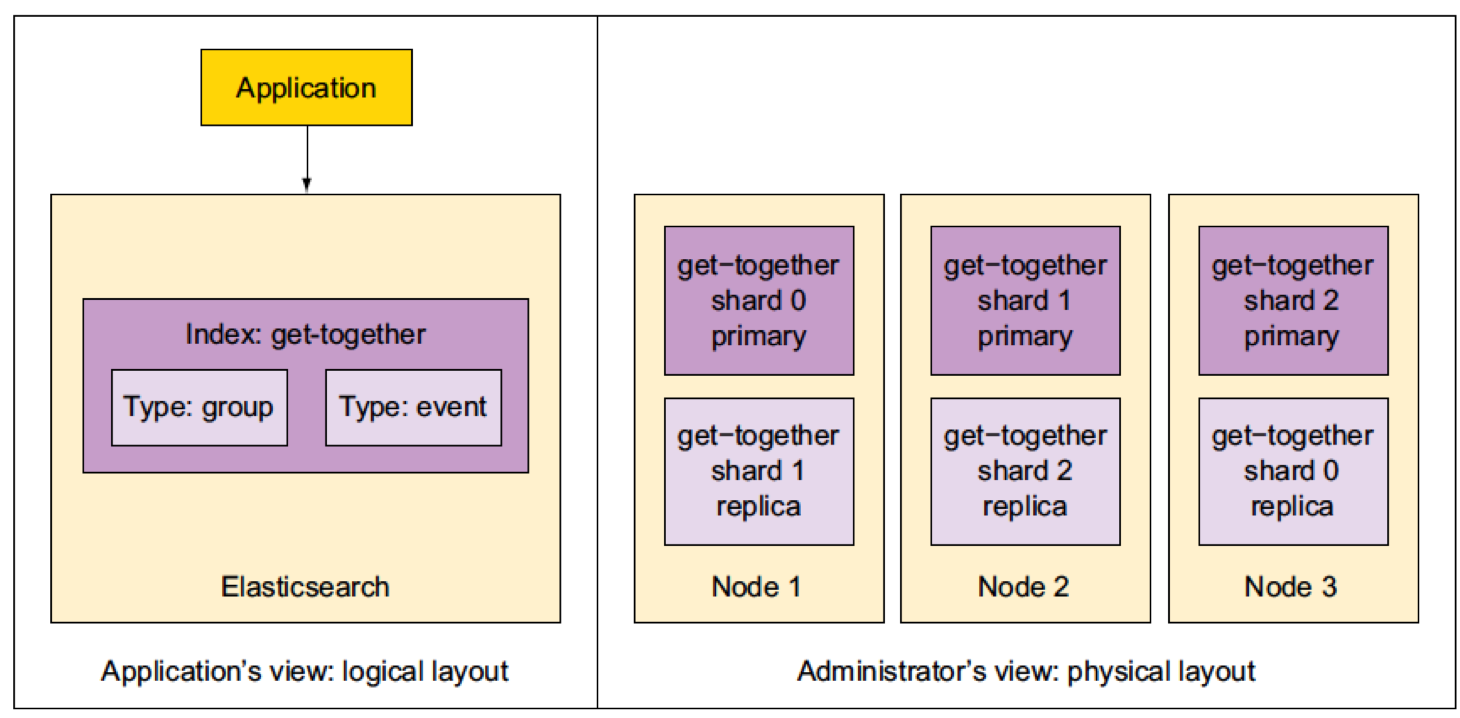 Application
Index: get-together
Type: group
Type: event
Elasticsearch
Application’s view: logical layout
get−together
shard 0
primary
get−together
shard 1
replica
Node 1
get−together
shard 1
primary
get−together
shard 2
replica
Node 2
get−together
shard 2
primary
get−together
shard 0
replica
Node 3
Administrator’s view: physical layout